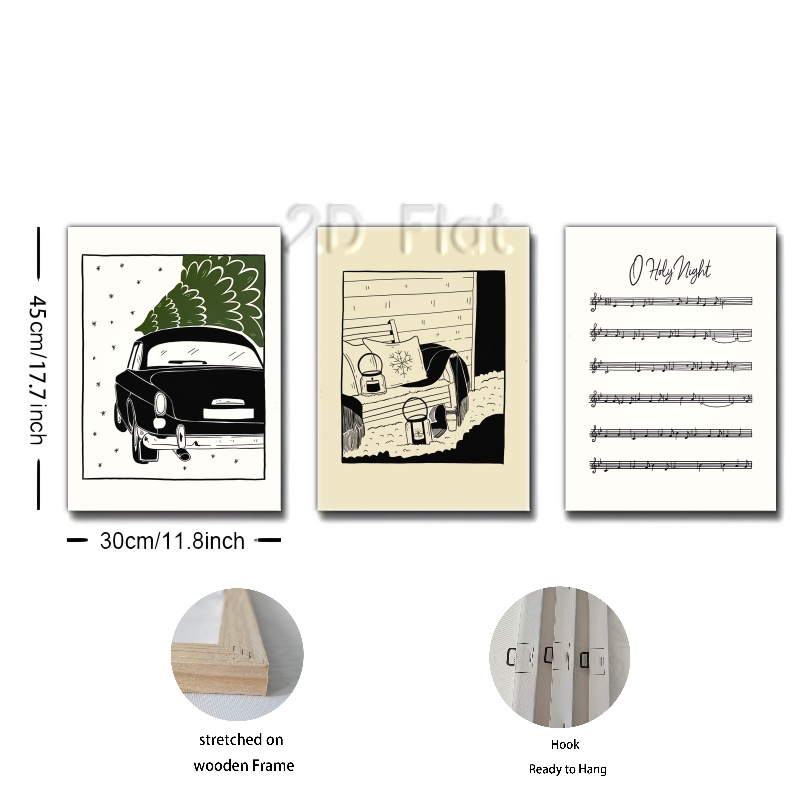 2D Flat
O Holy Night
45cm/17.7inch
30cm/11.8inch
stretched on
wooden Frame
Hook
Ready to Hang